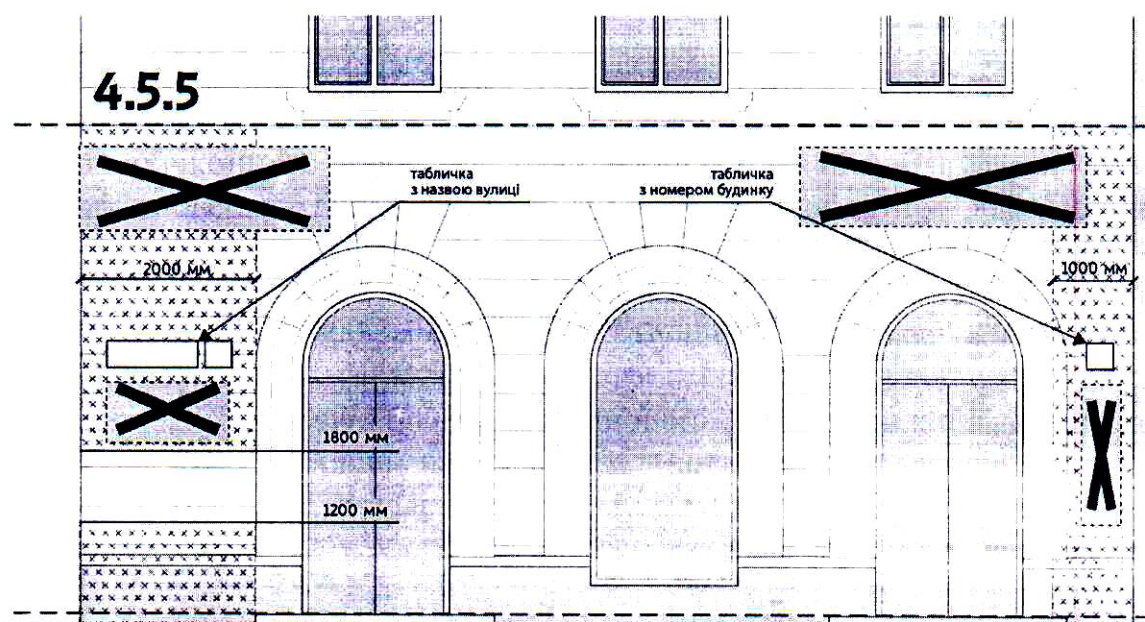 4.5.5
табличка
з назвою вулиці
табличка
з номером будинку
2000 мм
1000 мм
1800 мм
1200 мм